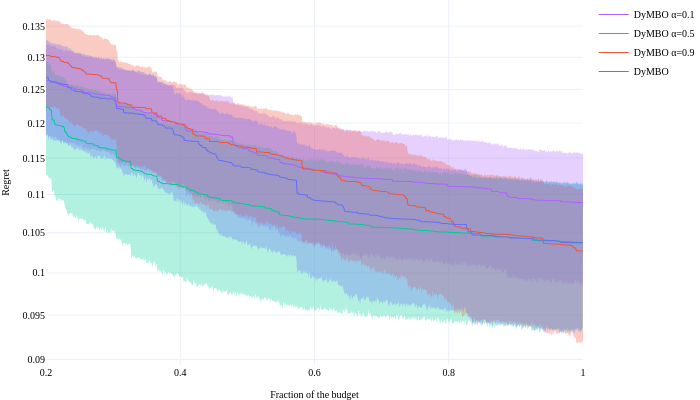 0.135
0.13
0.125
0.12
0.115
0.11
0.105
0.1
0.095
0.09
Regret
0.2
0.4
0.6
0.8
1
Fraction of the budget
DyMBO α=0.1
DyMBO α=0.5
DyMBO α=0.9
DyMBO